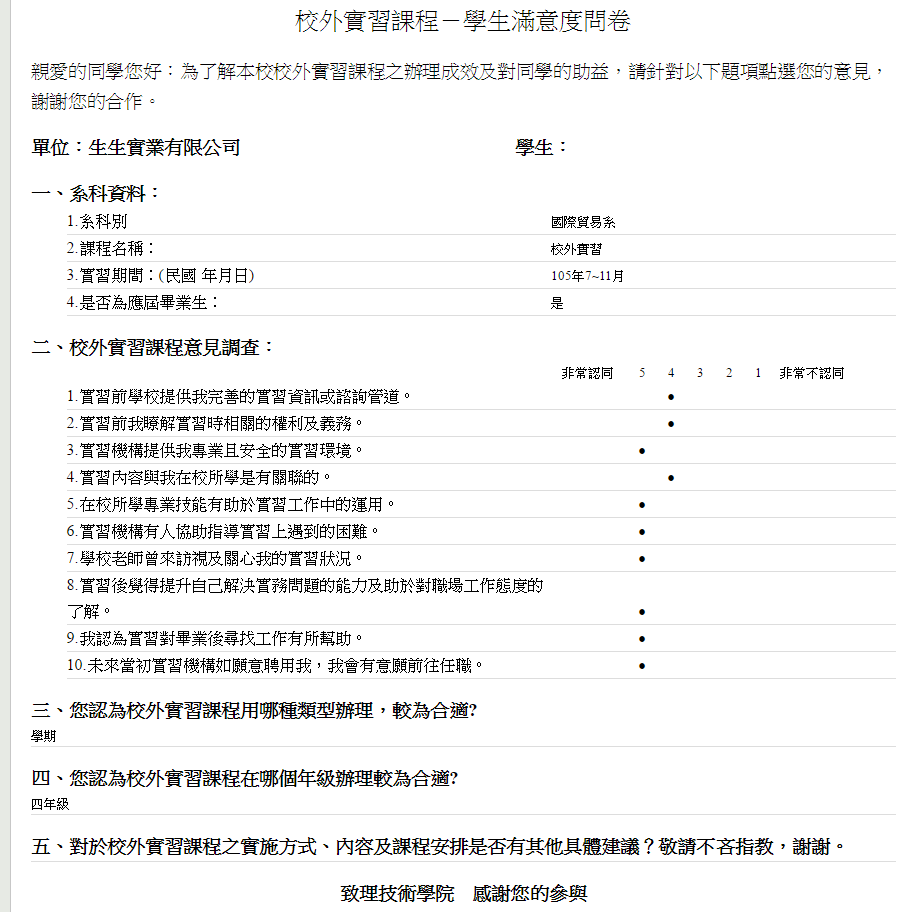 校外實習課程－學生滿意度問卷
親愛的同學您好：為了解本校校外實習課程之辦理成效及對同學的助益，請針對以下題項點選您的意見，
謝謝您的合作。
單位：生生實業有限公司 學生：
一、系科資料：
1.系科別 國際貿易系
2.課程名稱： 校外實習
3.實習期間：(民國 年月日) 105年7~11月
4.是否為應屆畢業生： 是
二、校外實習課程意見調查：
非常認同 5 4 3 2 1 非常不認同
1.實習前學校提供我完善的實習資訊或諮詢管道。 ●
2.實習前我瞭解實習時相關的權利及義務。 ●
3.實習機構提供我專業且安全的實習環境。 ●
4.實習內容與我在校所學是有關聯的。 ●
5.在校所學專業技能有助於實習工作中的運用。 ●
6.實習機構有人協助指導實習上遇到的困難。 ●
7.學校老師曾來訪視及關心我的實習狀況。 ●
8.實習後覺得提升自己解決實務問題的能力及助於對職場工作態度的
了解。 ●
9.我認為實習對畢業後尋找工作有所幫助。 ●
10.未來當初實習機構如願意聘用我，我會有意願前往任職。 ●
三、您認為校外實習課程用哪種類型辦理，較為合適?
學期
四、您認為校外實習課程在哪個年級辦理較為合適?
四年級
五、對於校外實習課程之實施方式、內容及課程安排是否有其他具體建議？敬請不吝指教，謝謝。
致理技術學院 感謝您的參與